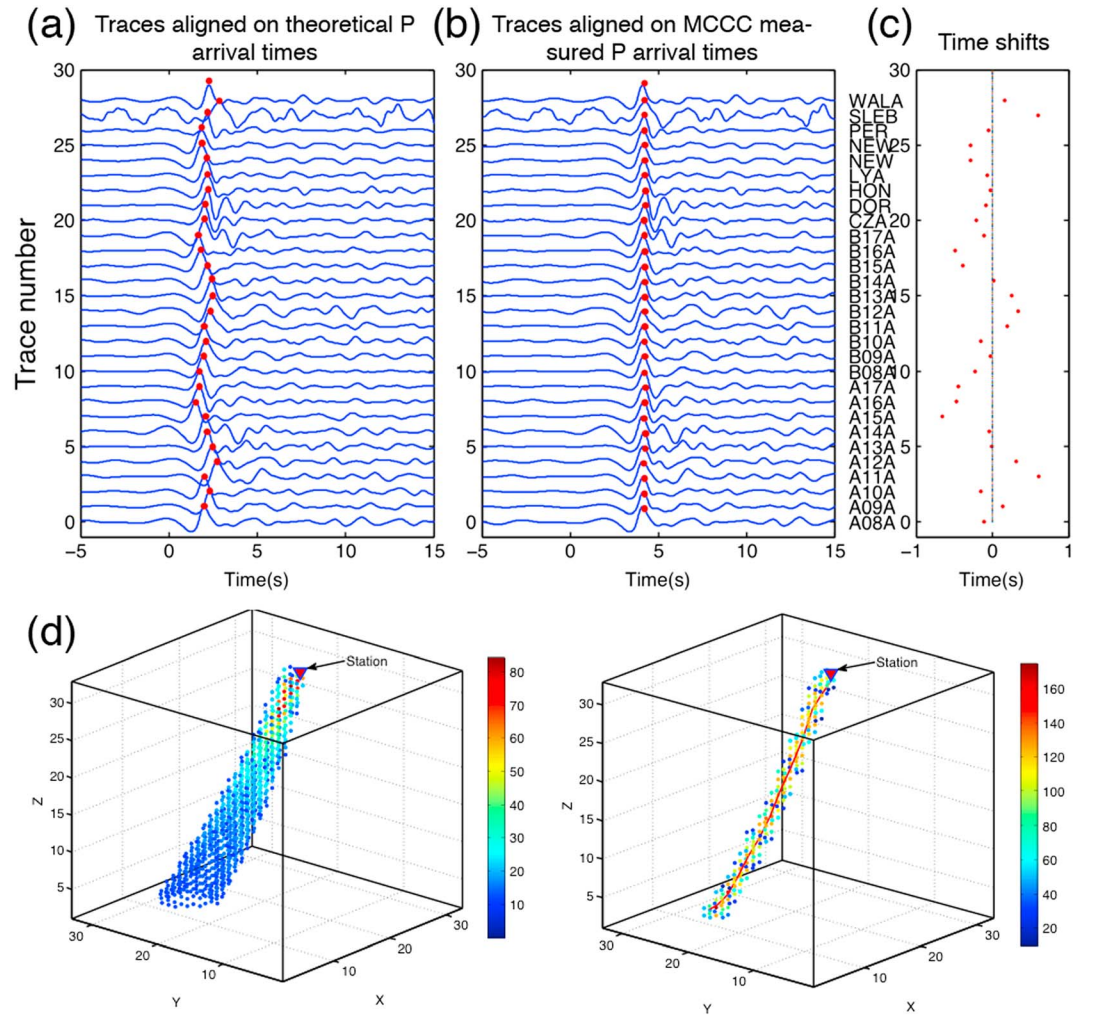 (a) Traces aligned on theoretical P
arrival times
(b) Traces aligned on MCCC mea-
sured P arrival times
(c) Time shifts
Trace number
30
25
20
15
10
5
0
−5 0 5 10 15
Time(s)
30
25
20
15
10
5
0
−5 0 5 10 15
Time(s)
30
WALA
SLEB
PER
NEW 25
NEW
LYA
HON
DOR
CZA 20
B17A
B16A
B15A
B14A
B13A 15
B12A
B11A
B10A
B09A
B08A 10
A17A
A16A
A15A
A14A
A13A 5
A12A
A11A
A10A
A09A
A08A 0
−1 0 1
Time(s)
(d)
Station
Z
30
25
20
15
10
5
30
20
10
Y
10
20
30
X
80
70
60
50
40
30
20
10
Station
Z
30
25
20
15
10
5
30
20
10
Y
10
20
30
X
160
140
120
100
80
60
40
20